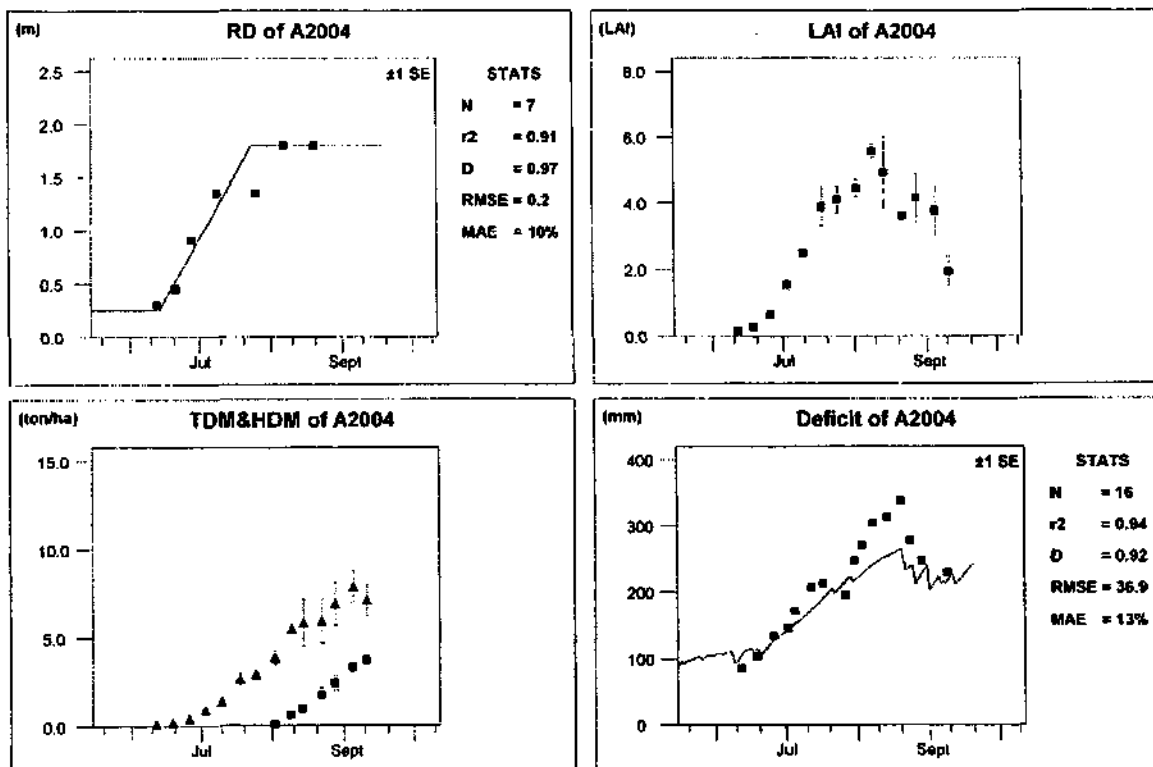 (m)
RD of A2004
2.5
2.0
1.5
1.0
0.5
0.0
Jul
Sept
±1 SE
STATS
N = 7
r2 = 0.91
D = 0.97
RMSE = 0.2
MAE = 10%
(LAI)
LAI of A2004
8.0
6.0
4.0
2.0
0.0
Jul
Sept
(ton/ha)
TDM&HDM of A2004
15.0
10.0
5.0
0.0
Jul
Sept
(mm)
Deficit of A2004
400
300
200
100
0
Jul
Sept
±1 SE
STATS
N = 16
r2 = 0.94
D = 0.92
RMSE = 36.9
MAE = 13%